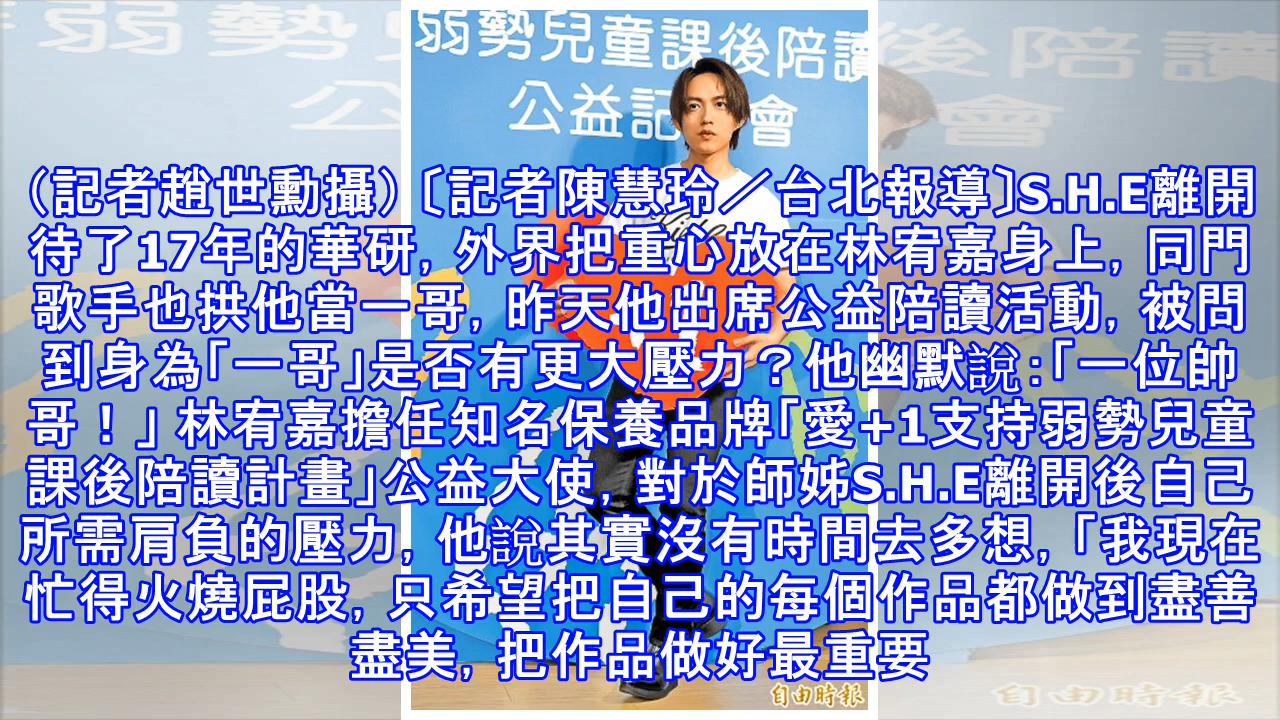 弱勢兒童課後陪讀
公益記 會
(記者趙世勳攝)〔記者陳慧玲/台北報導〕S.H.E離開
待了17年的華研, 外界把重心放在林宥嘉身上, 同門
歌手也拱他當一哥, 昨天他出席公益陪讀活動, 被問
到身為「一哥」是否有更大壓力?他幽默說:「一位帥
哥!」林宥嘉擔任知名保養品牌「愛+1支持弱勢兒童
課後陪讀計畫」公益大使, 對於師姊S.H.E離開後自己
所需肩負的壓力, 他說其實沒有時間去多想,「我現在
忙得火燒屁股, 只希望把自己的每個作品都做到盡善
盡美, 把作品做好最重要
自由時報